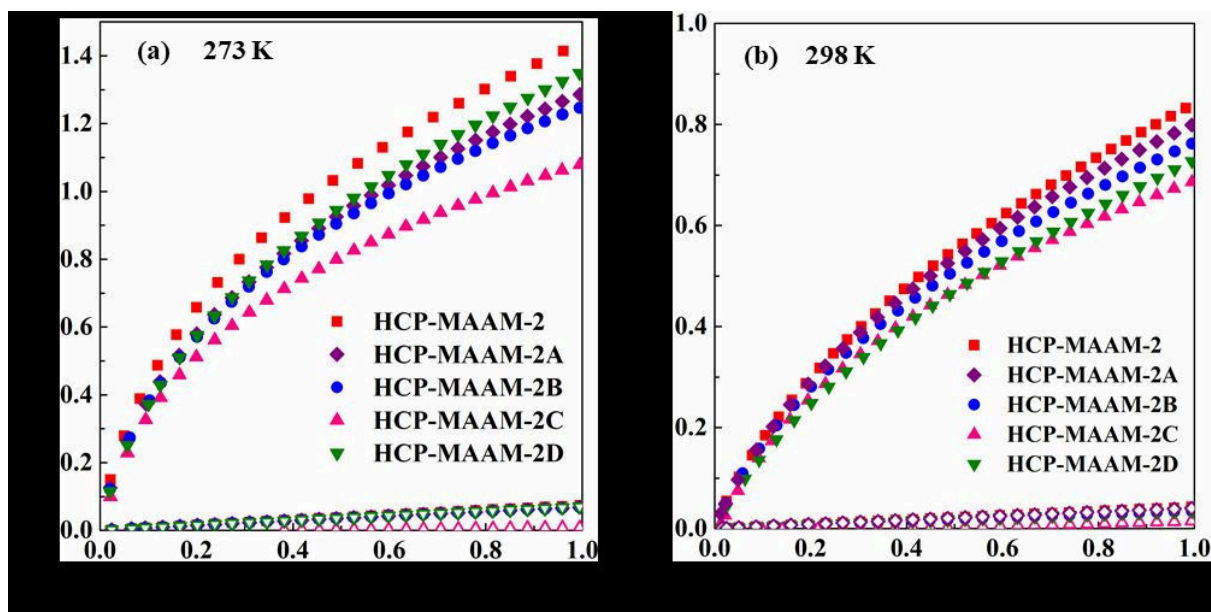 (a) 273 K
1.4
1.2
1.0
0.8
0.6
0.4
0.2
0.0
HCP-MAAM-2
HCP-MAAM-2A
HCP-MAAM-2B
HCP-MAAM-2C
HCP-MAAM-2D
0.0 0.2 0.4 0.6 0.8 1.0
(b) 298 K
1.0
0.8
0.6
0.4
0.2
0.0
HCP-MAAM-2
HCP-MAAM-2A
HCP-MAAM-2B
HCP-MAAM-2C
HCP-MAAM-2D
0.0 0.2 0.4 0.6 0.8 1.0